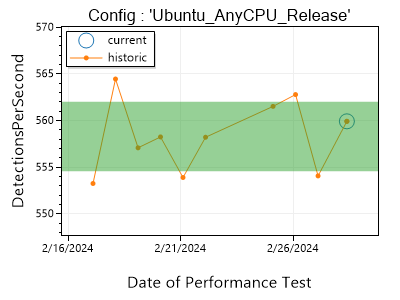 Config : 'Ubuntu_AnyCPU_Release'
570
565
560
555
550
DetectionsPerSecond
current
historic
2/16/2024
2/21/2024
2/26/2024
Date of Performance Test